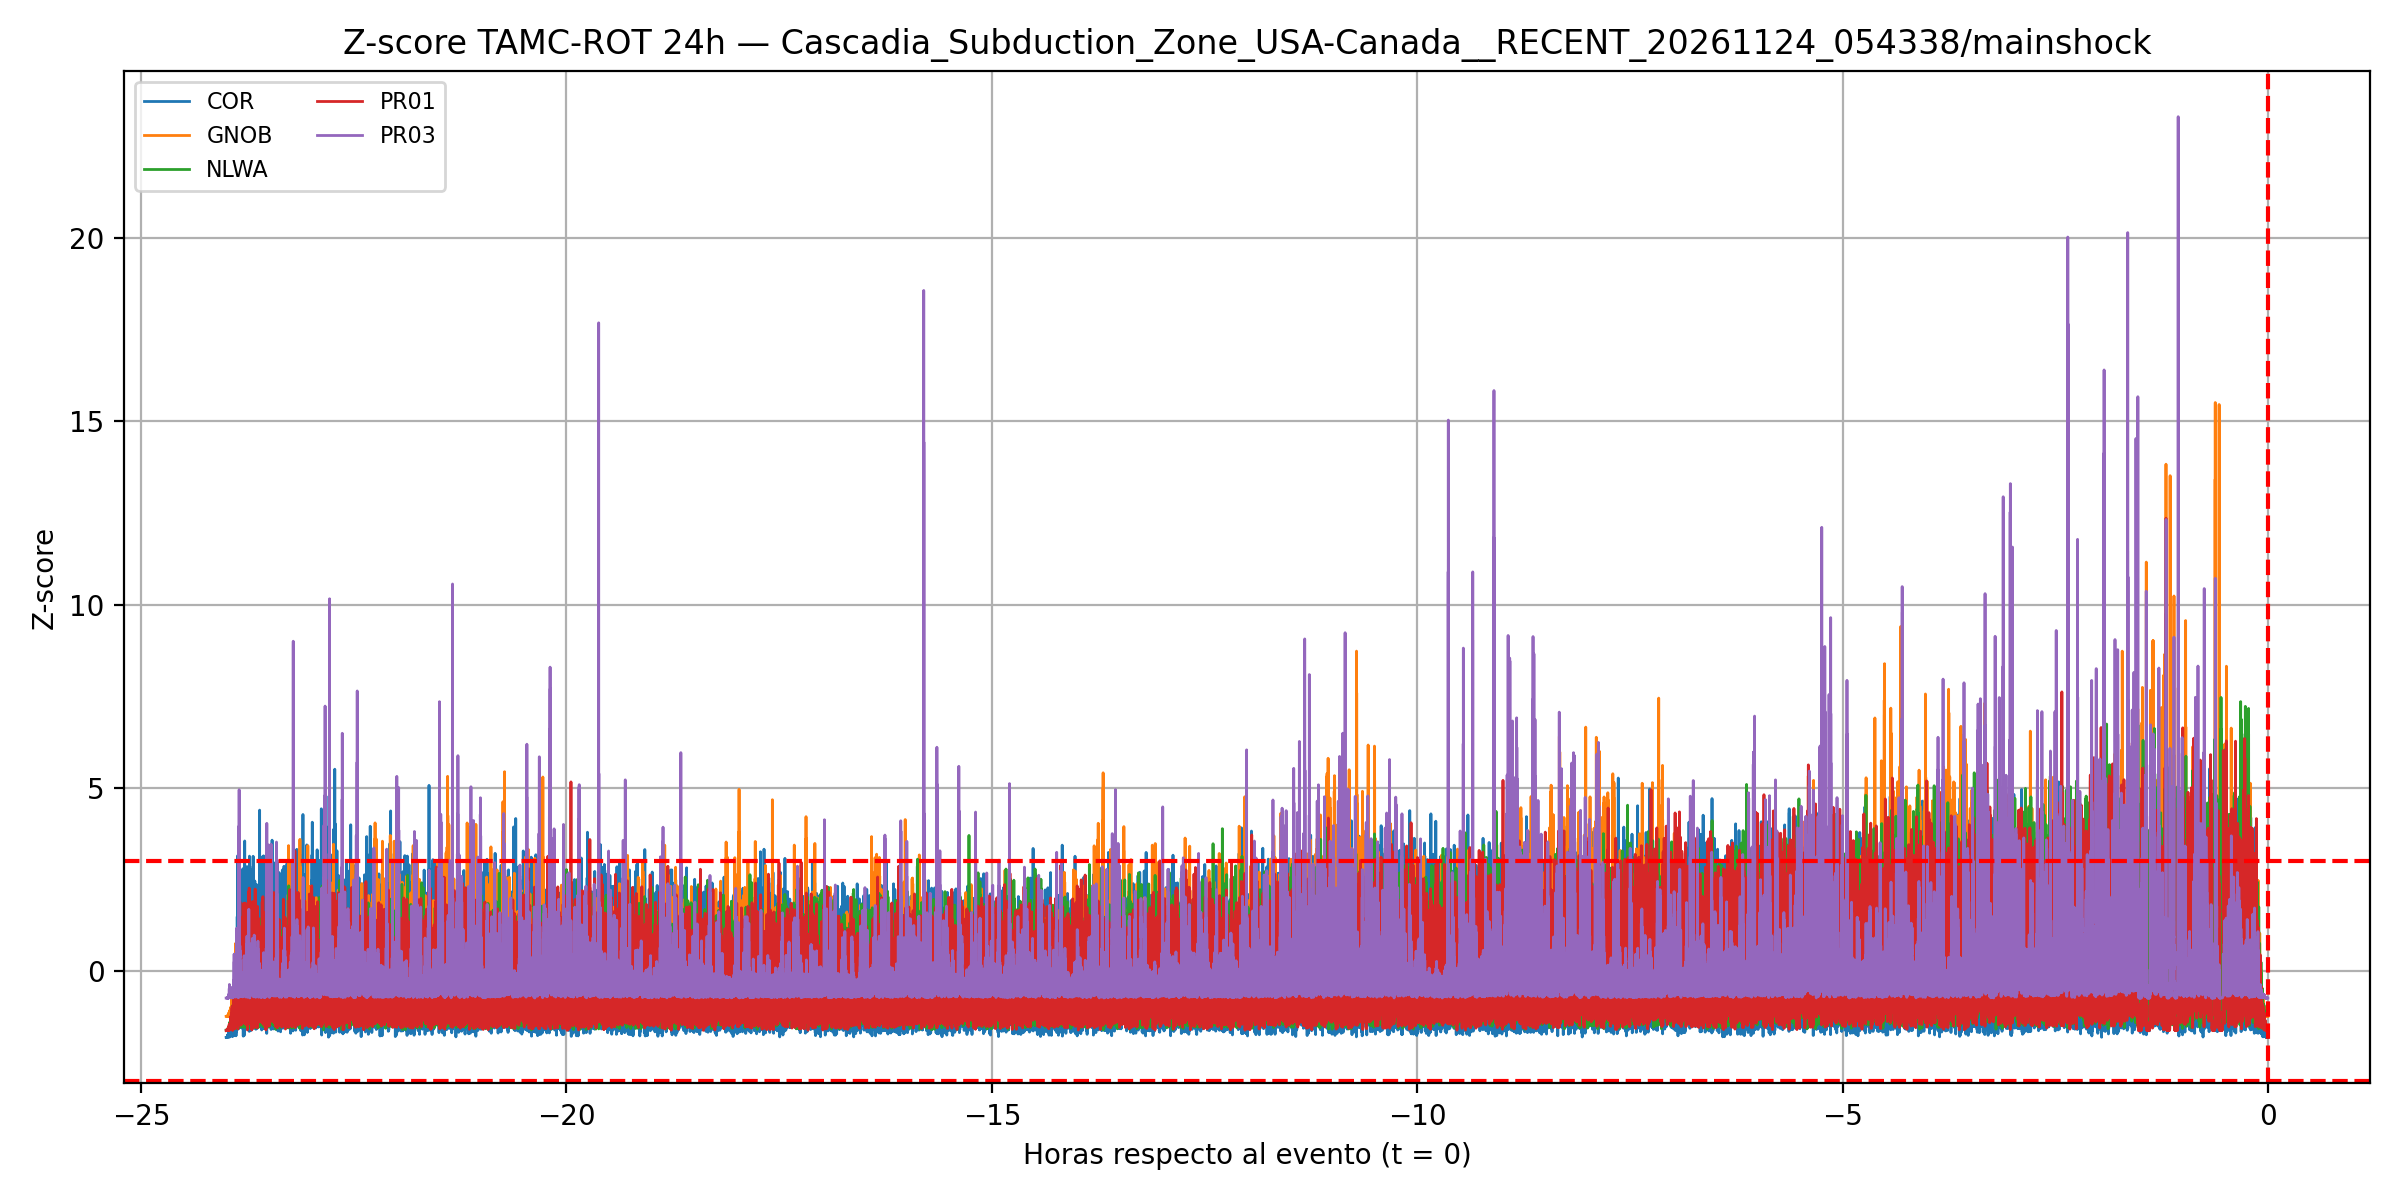 Z-score TAMC-ROT 24h — Cascadia_Subduction_Zone_USA-Canada__RECENT_20261124_054338/mainshock
COR
GNOB
NLWA
PR01
PR03
Z-score
20
15
10
5
0
−25
−20
−15
−10
−5
0
Horas respecto al evento (t = 0)